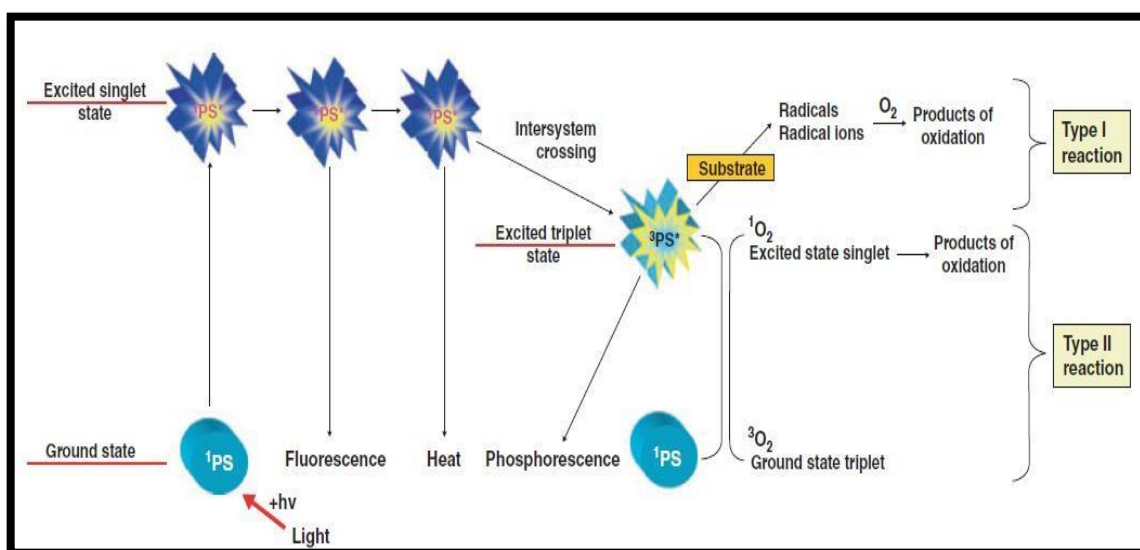 Excited singlet
state
¹PS*
¹PS*
¹PS*
Intersystem
crossing
Radicals
Radical ions
O₂
Products of
oxidation
Type I
reaction
Substrate
Excited triplet
state
³PS*
¹O₂
Excited state singlet
Products of
oxidation
Type II
reaction
Ground state
¹PS
Fluorescence
Heat
Phosphorescence
¹PS
³O₂
Ground state triplet
+hv
Light